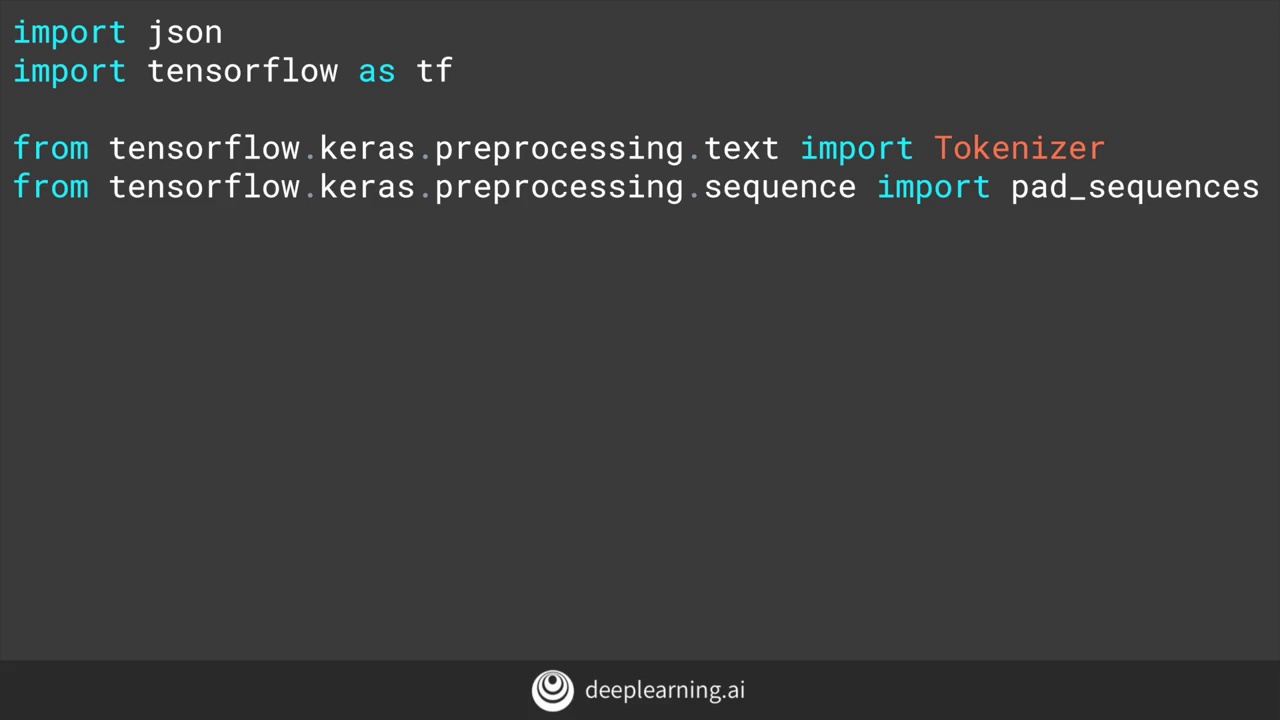 import json
import tensorflow as tf
from tensorflow.keras.preprocessing.text import Tokenizer
from tensorflow.keras.preprocessing.sequence import pad_sequences
deeplearning.ai